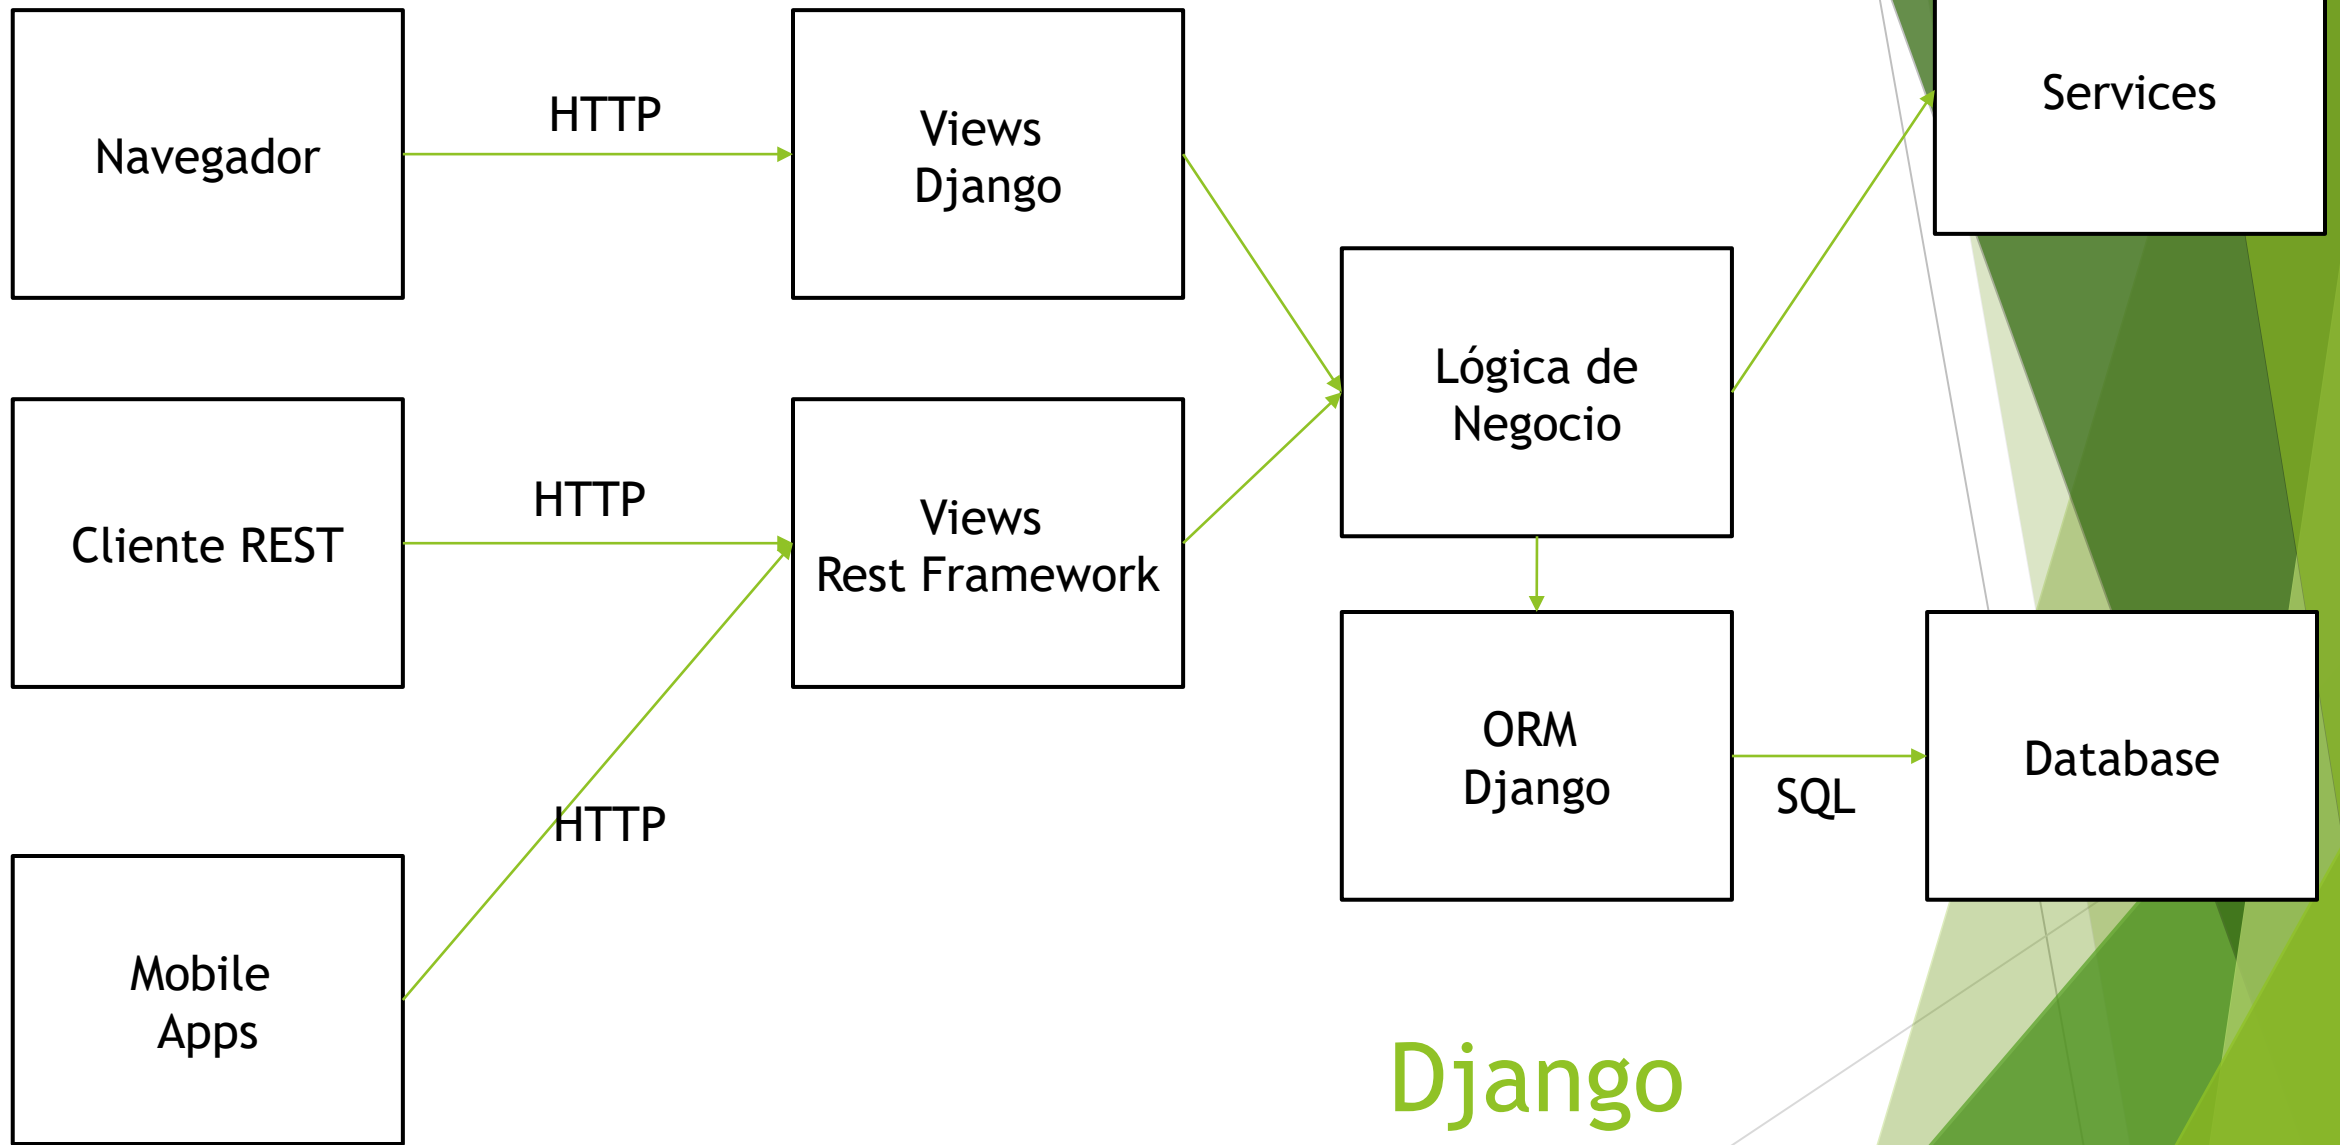 Navegador
HTTP
Views
Django
Services
Lógica de
Negocio
Cliente REST
HTTP
Views
Rest Framework
ORM
Django
SQL
Database
HTTP
Mobile
Apps
Django